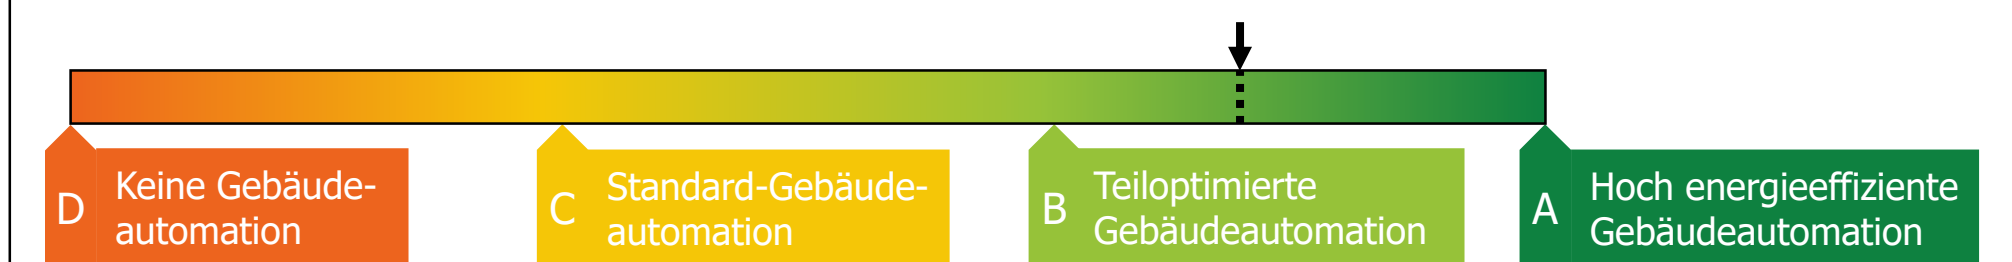 D
Keine Gebäude-
automation
C
Standard-Gebäude-
automation
B
Teiloptimierte
Gebäudeautomation
A
Hoch energieeffiziente
Gebäudeautomation